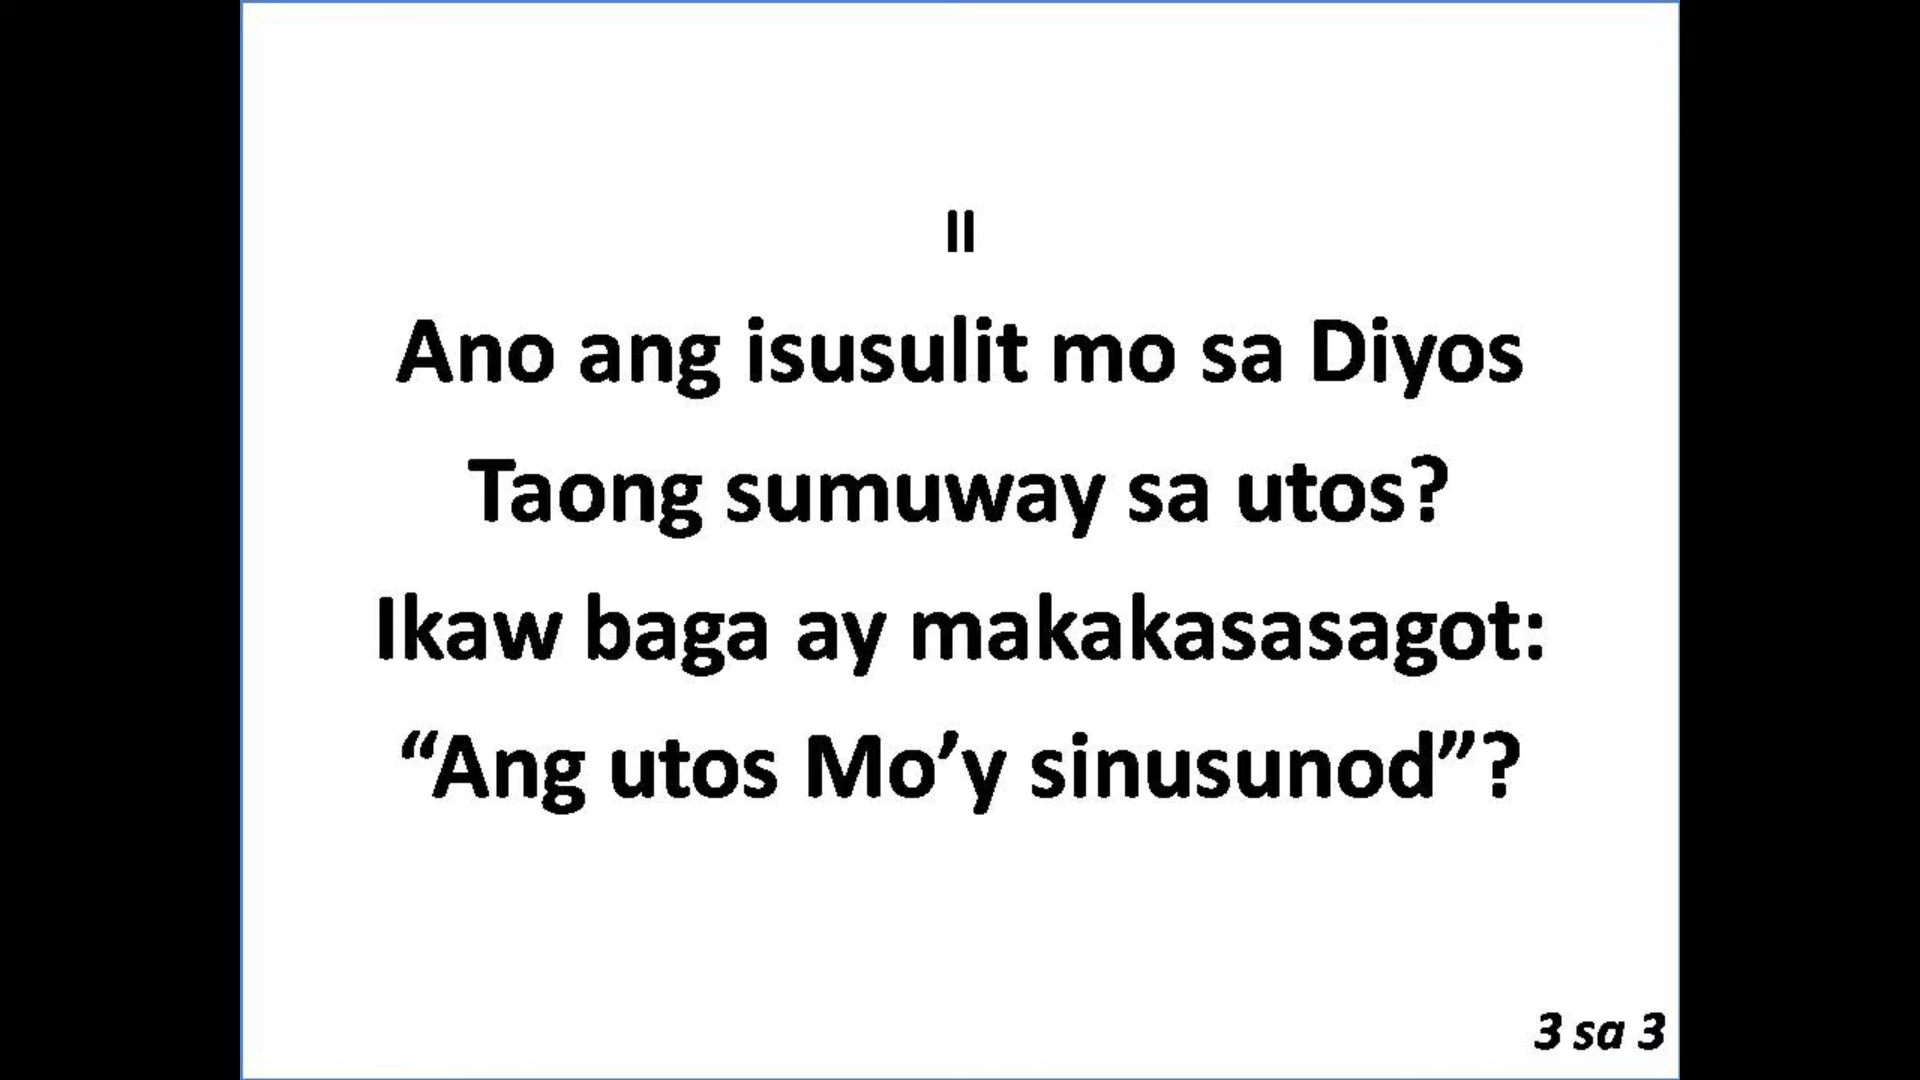 II
Ano ang isusulit mo sa Diyos
Taong sumuway sa utos?
Ikaw baga ay makakasasagot:
“Ang utos Mo’y sinusunod”?
3 sa 3